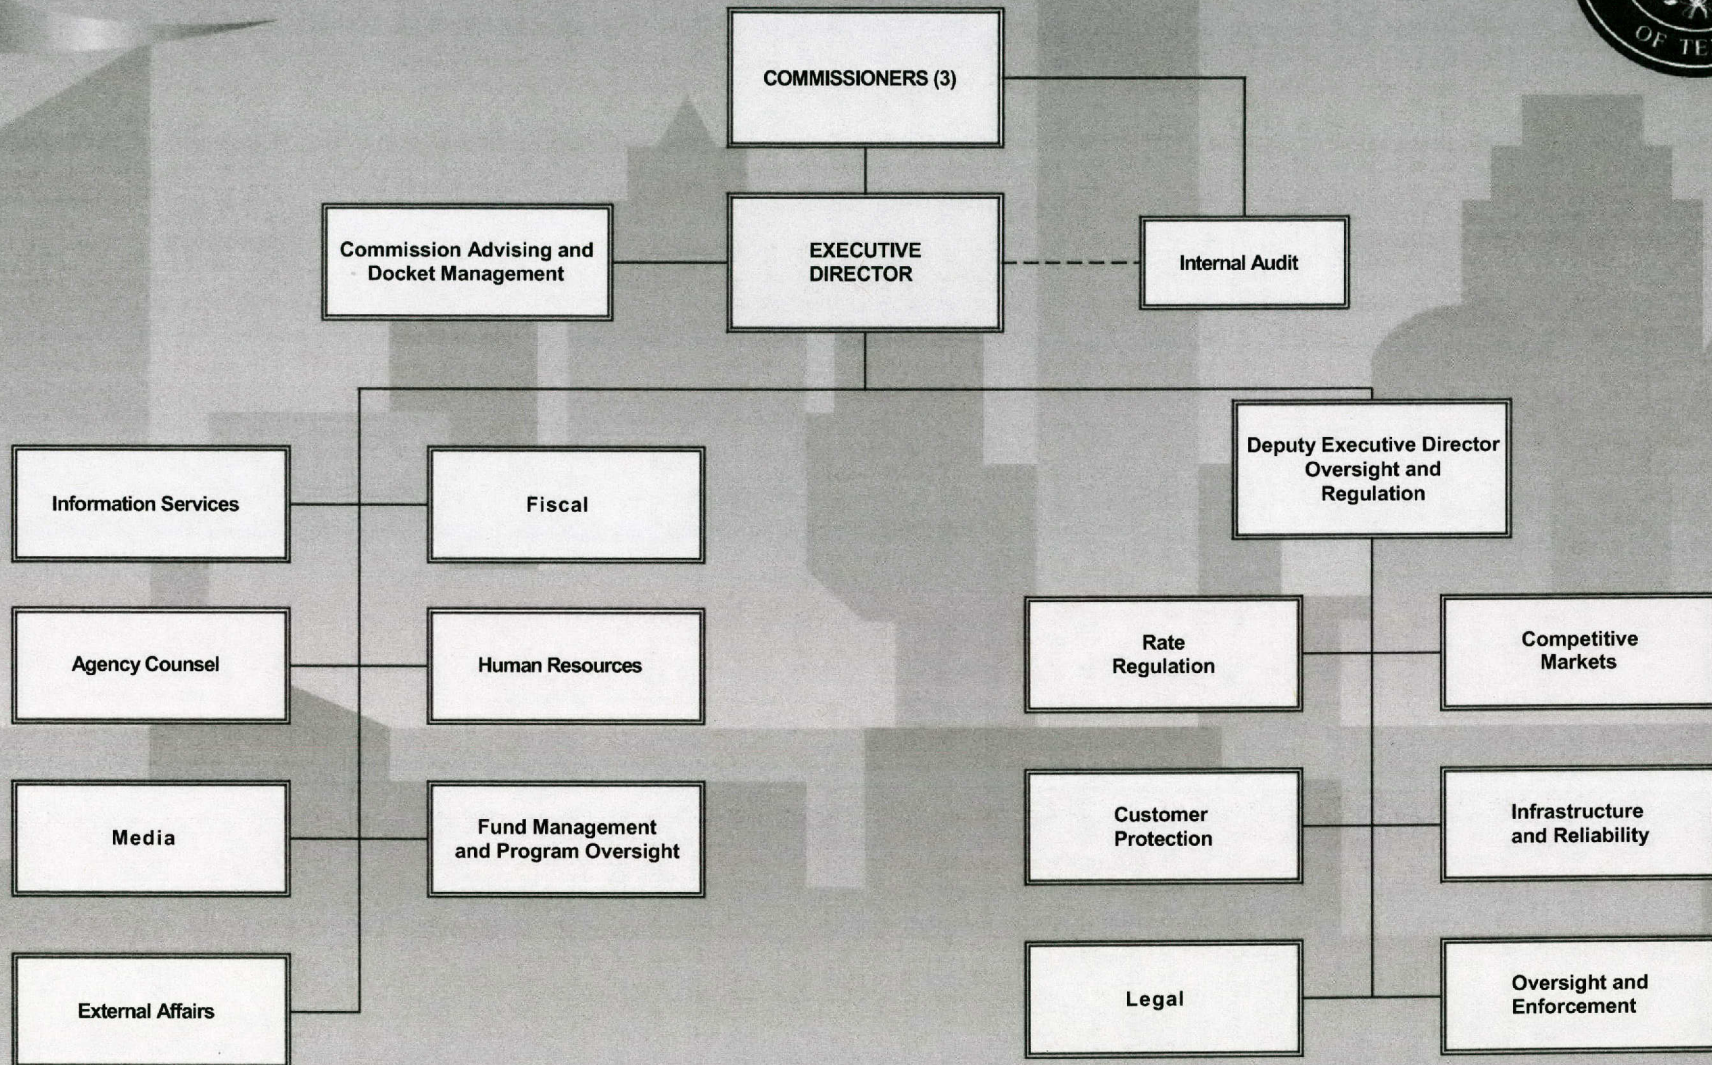 OF TE
COMMISSIONERS (3)
Commission Advising and
Docket Management
EXECUTIVE
DIRECTOR
Internal Audit
Deputy Executive Director
Oversight and
Regulation
Information Services
Fiscal
Agency Counsel
Human Resources
Rate
Regulation
Competitive
Markets
Media
Fund Management
and Program Oversight
Customer
Protection
Infrastructure
and Reliability
External Affairs
Legal
Oversight and
Enforcement